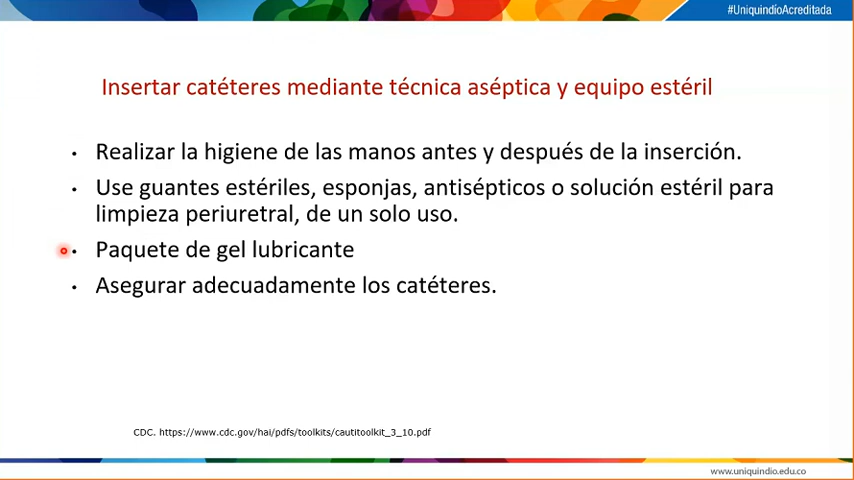 #UniquindíoAcreditada
Insertar catéteres mediante técnica aséptica y equipo estéril
• Realizar la higiene de las manos antes y después de la inserción.
• Use guantes estériles, esponjas, antisépticos o solución estéril para
limpieza periuretral, de un solo uso.
• Paquete de gel lubricante
• Asegurar adecuadamente los catéteres.
CDC. https://www.cdc.gov/hai/pdfs/toolkits/cautitoolkit_3_10.pdf
www.uniquindio.edu.co